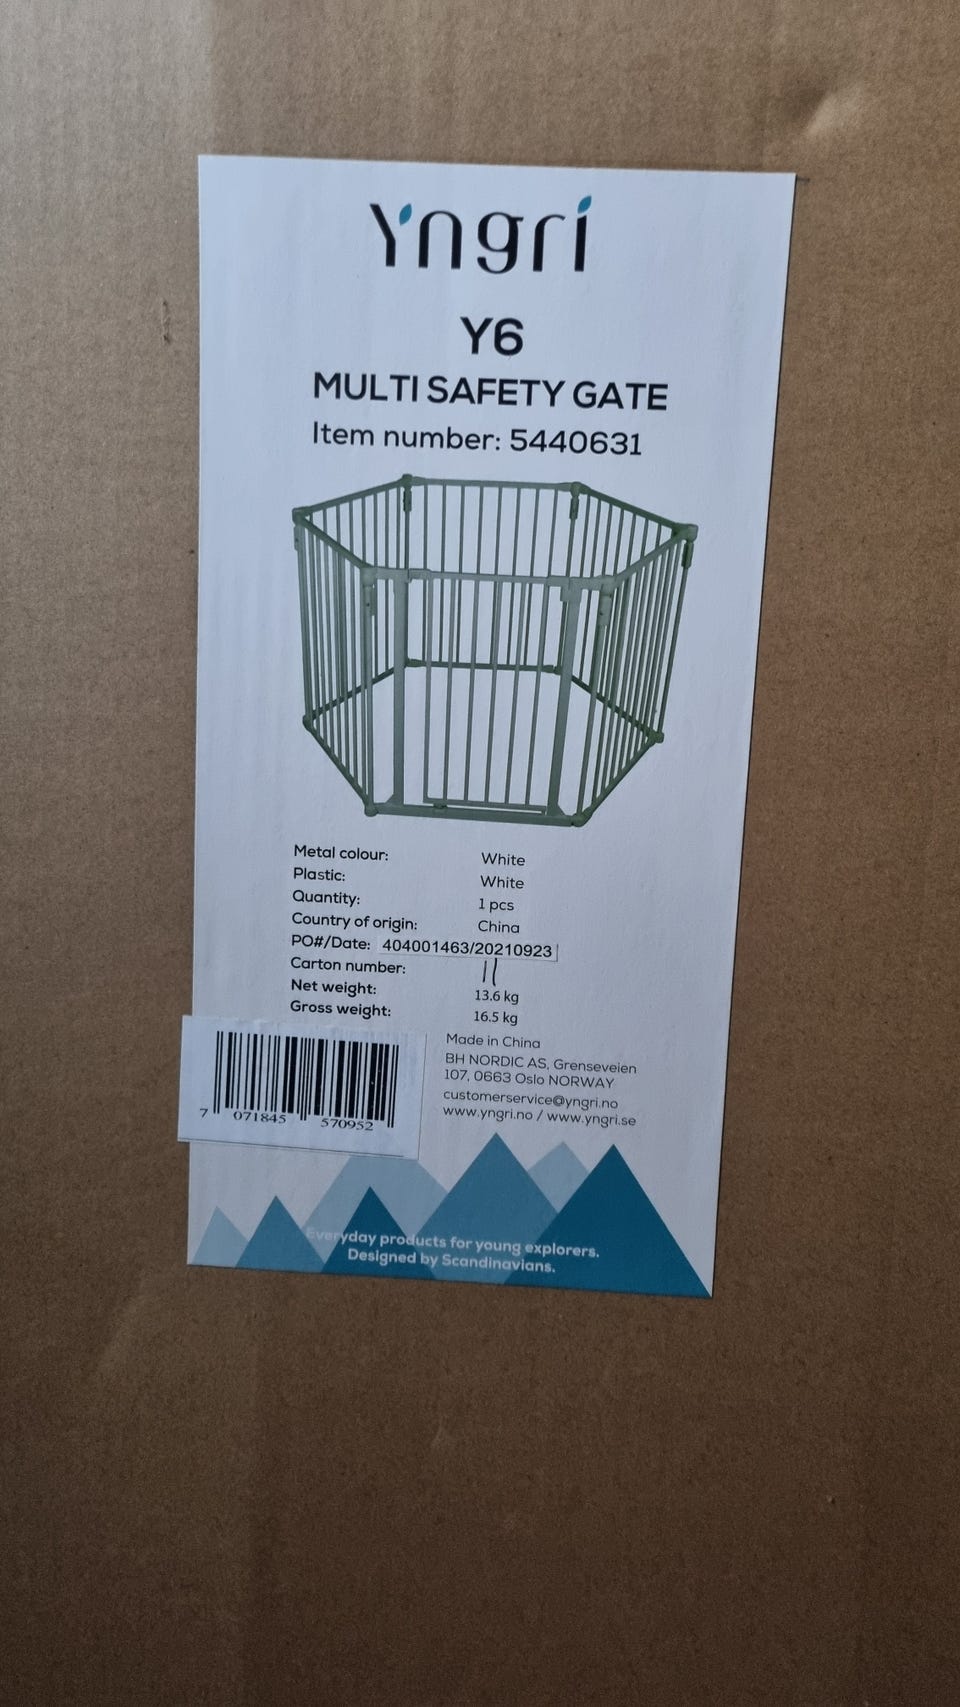 Yngri
Y6
MULTI SAFETY GATE
Item number: 5440631
Metal colour: White
Plastic: White
Quantity: 1 pcs
Country of origin: China
PO#/Date: 404001463/20210923
Carton number: 11
Net weight: 13.6 kg
Gross weight: 16.5 kg
Made in China
BH NORDIC AS, Grenseveien
107, 0663 Oslo NORWAY
customerservice@yngri.no
www.yngri.no / www.yngri.se
7 071845 570952
Everyday products for young explorers.
Designed by Scandinavians.